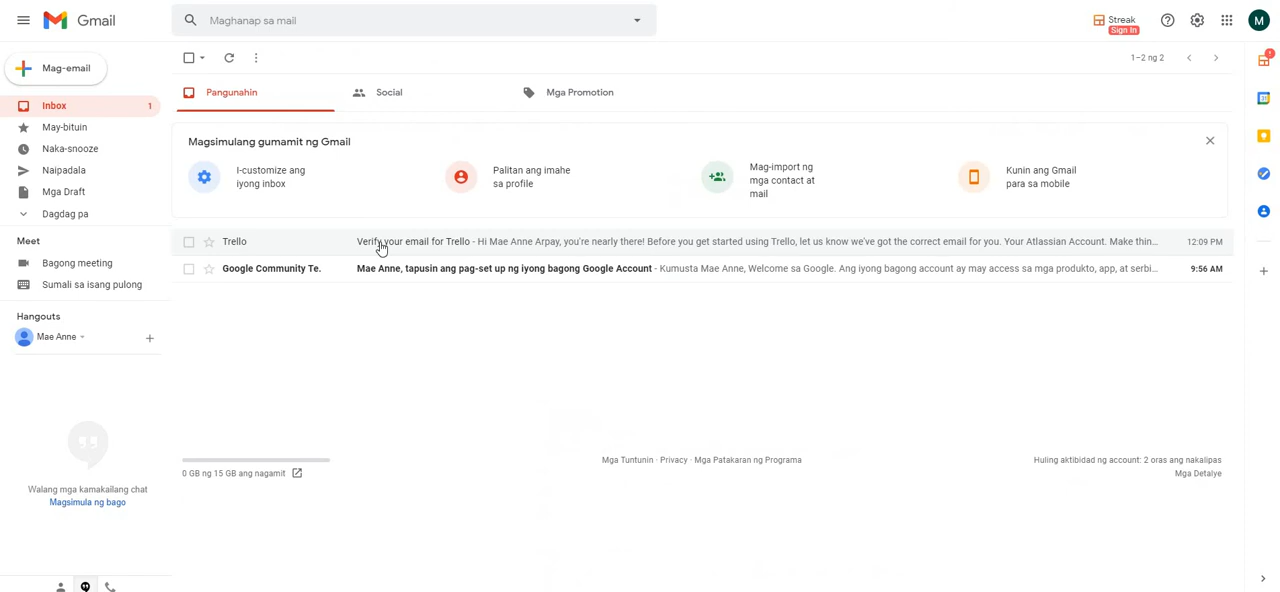 Gmail
Maghanap sa mail
Streak
Sign In
M
Mag-email
1–2 ng 2
Inbox 1
May-bituin
Naka-snooze
Naipadala
Mga Draft
Dagdag pa
Meet
Bagong meeting
Sumali sa isang pulong
Hangouts
Mae Anne
Walang mga kamakailang chat
Magsimula ng bago
Pangunahin
Social
Mga Promotion
Magsimulang gumamit ng Gmail
I-customize ang
iyong inbox
Palitan ang imahe
sa profile
Mag-import ng
mga contact at
mail
Kunin ang Gmail
para sa mobile
Trello Verify your email for Trello - Hi Mae Anne Arpay, you're nearly there! Before you get started using Trello, let us know we've got the correct email for you. Your Atlassian Account. Make thin... 12:09 PM
Google Community Te. Mae Anne, tapusin ang pag-set up ng iyong bagong Google Account - Kumusta Mae Anne, Welcome sa Google. Ang iyong bagong account ay may access sa mga produkto, app, at serbi... 9:56 AM
0 GB ng 15 GB ang nagamit
Mga Tuntunin · Privacy · Mga Patakaran ng Programa
Huling aktibidad ng account: 2 oras ang nakalipas
Mga Detalye